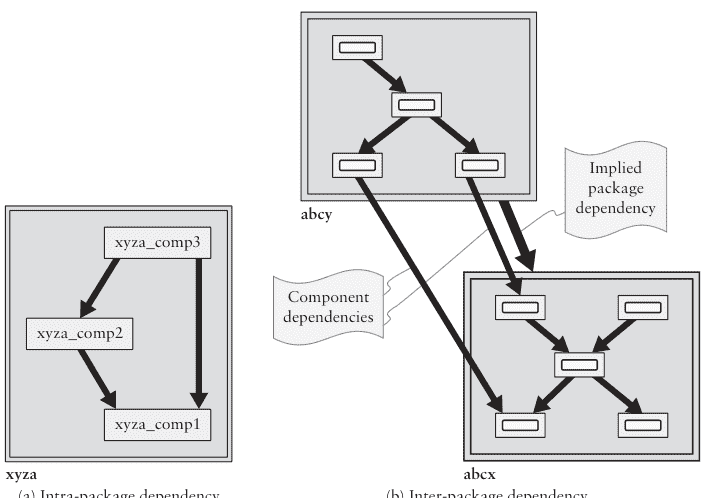 xyza_comp3
xyza_comp2
xyza_comp1
xyza
(a) Intra-package dependency
abcy
Implied
package
dependency
Component
dependencies
abcx
(b) Inter-package dependency